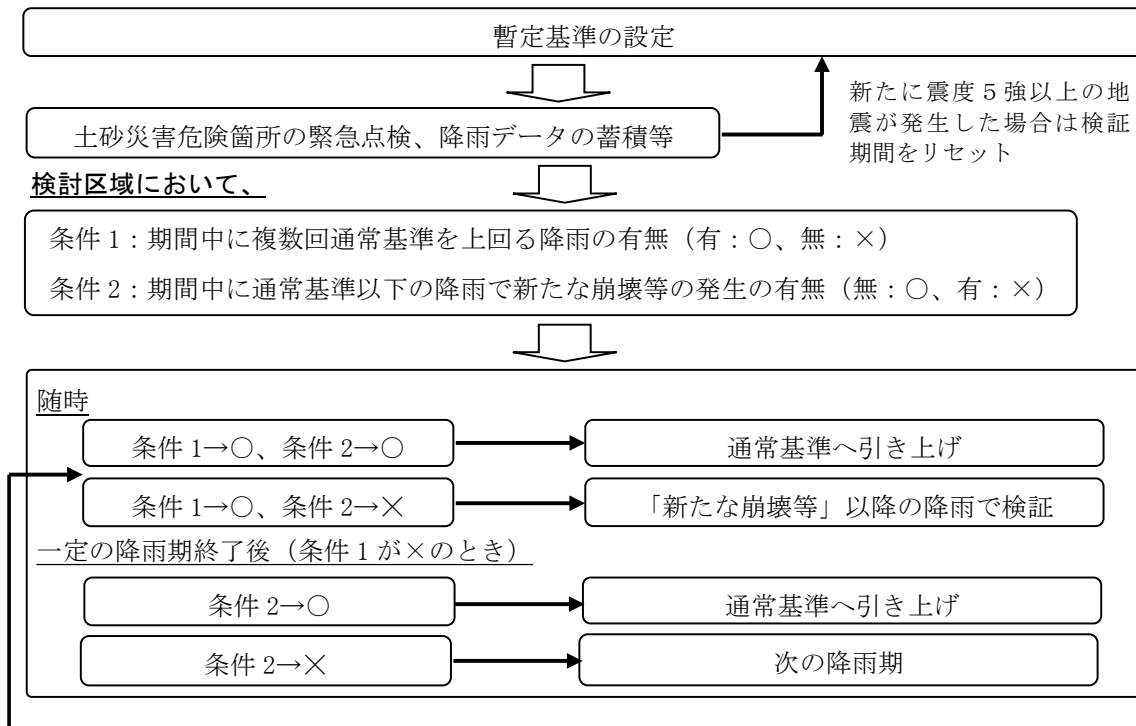 暫定基準の設定
新たに震度５強以上の地
震が発生した場合は検証
期間をリセット
土砂災害危険箇所の緊急点検、降雨データの蓄積等
検討区域において、
条件 1：期間中に複数回通常基準を上回る降雨の有無（有：○、無：×）
条件 2：期間中に通常基準以下の降雨で新たな崩壊等の発生の有無（無：○、有：×）
随時
条件 1→○、条件 2→○
通常基準へ引き上げ
条件 1→○、条件 2→×
「新たな崩壊等」以降の降雨で検証
一定の降雨期終了後（条件 1 が×のとき）
条件 2→○
通常基準へ引き上げ
条件 2→×
次の降雨期